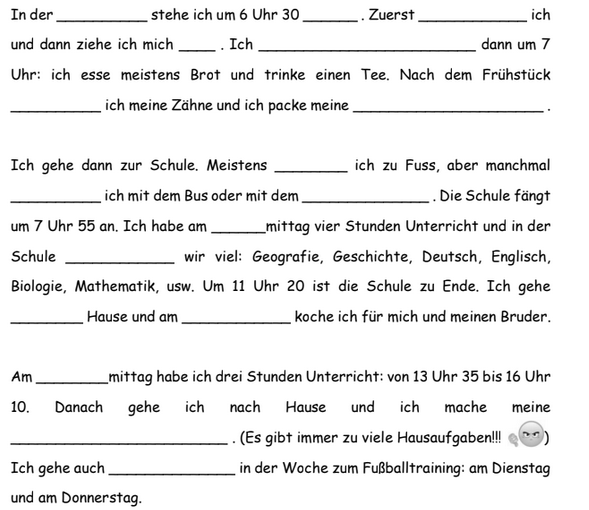 In der __________ stehe ich um 6 Uhr 30 ______ . Zuerst ____________ ich
und dann ziehe ich mich ____ . Ich ________________________ dann um 7
Uhr: ich esse meistens Brot und trinke einen Tee. Nach dem Frühstück
__________ ich meine Zähne und ich packe meine _____________________ .
Ich gehe dann zur Schule. Meistens ________ ich zu Fuss, aber manchmal
__________ ich mit dem Bus oder mit dem ______________ . Die Schule fängt
um 7 Uhr 55 an. Ich habe am ______mittag vier Stunden Unterricht und in der
Schule ____________ wir viel: Geografie, Geschichte, Deutsch, Englisch,
Biologie, Mathematik, usw. Um 11 Uhr 20 ist die Schule zu Ende. Ich gehe
________ Hause und am ____________ koche ich für mich und meinen Bruder.
Am ________mittag habe ich drei Stunden Unterricht: von 13 Uhr 35 bis 16 Uhr
10. Danach gehe ich nach Hause und ich mache meine
________________________ . (Es gibt immer zu viele Hausaufgaben!!! )
Ich gehe auch ______________ in der Woche zum Fußballtraining: am Dienstag
und am Donnerstag.